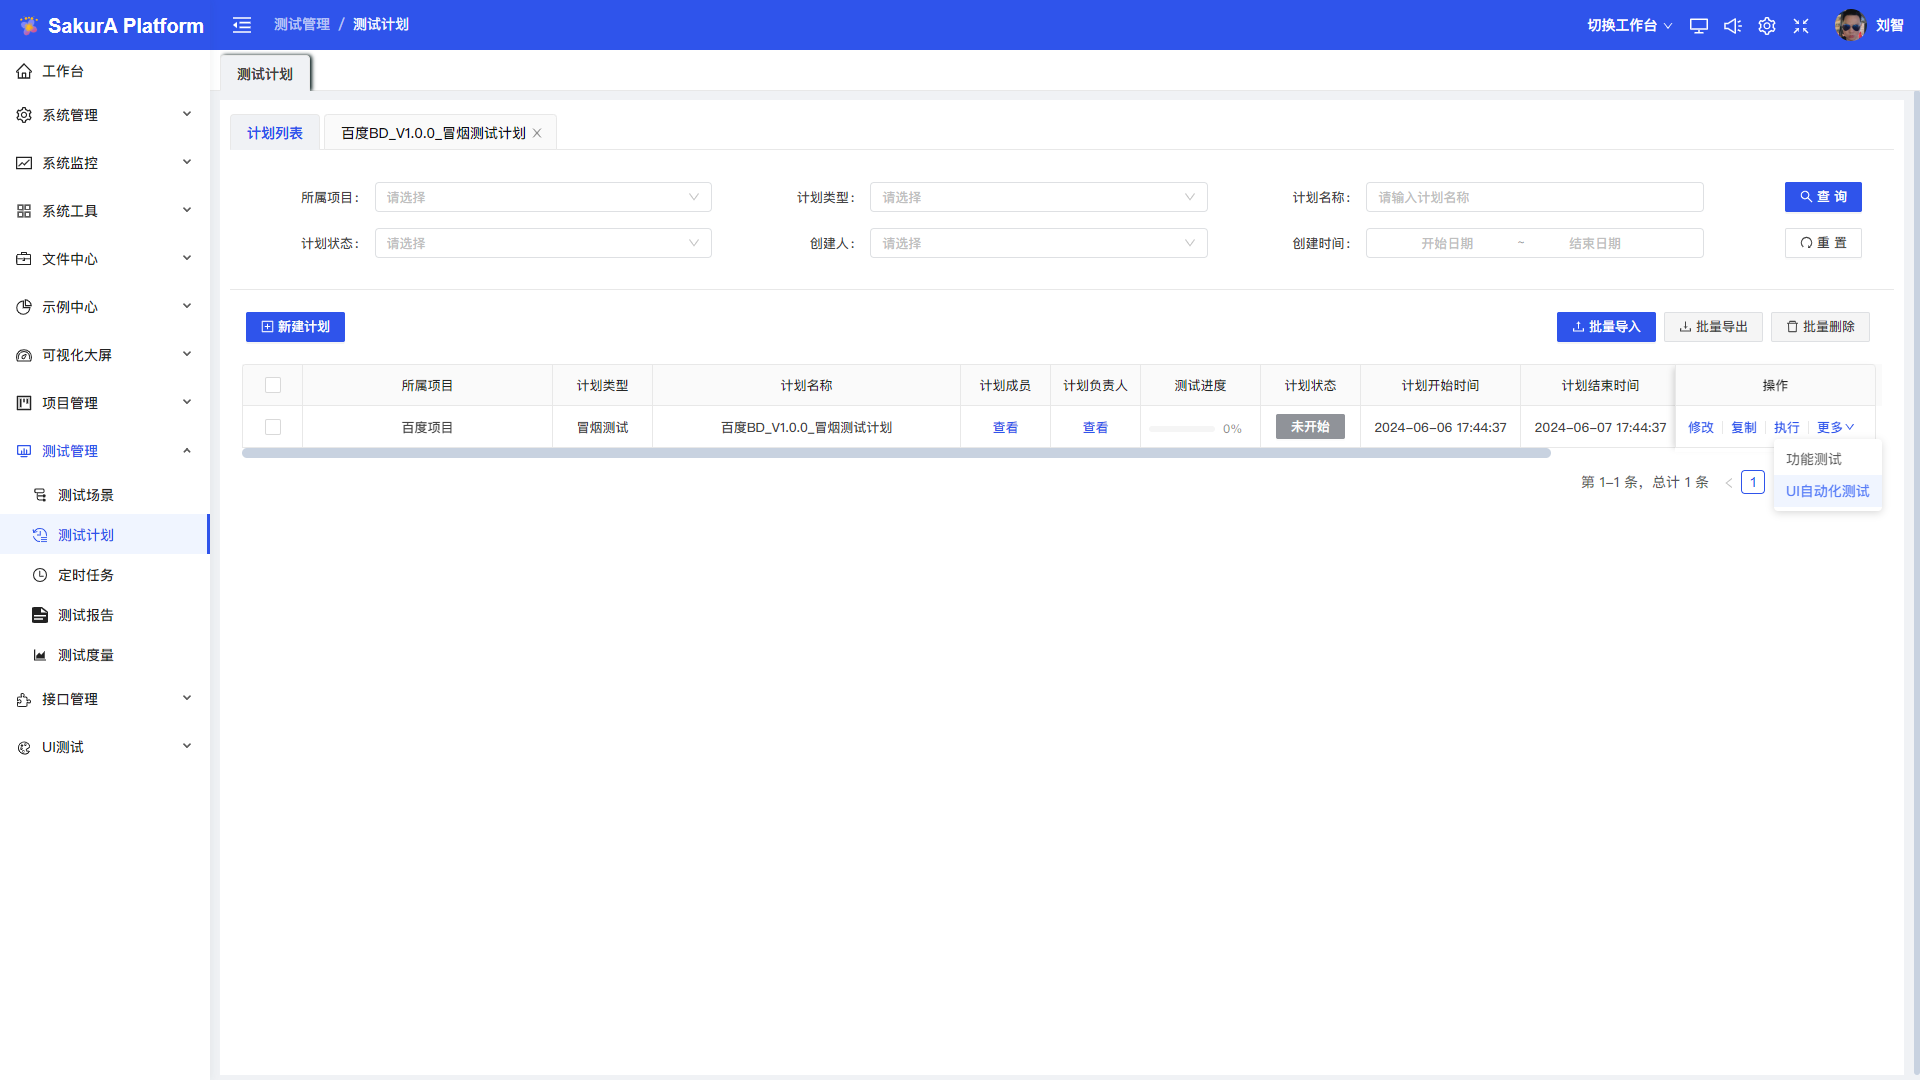 SakurA Platform
测试管理 / 测试计划
切换工作台
刘智
工作台
系统管理
系统监控
系统工具
文件中心
示例中心
可视化大屏
项目管理
测试管理
测试场景
测试计划
定时任务
测试报告
测试度量
接口管理
UI测试
测试计划
计划列表
百度BD_V1.0.0_冒烟测试计划
所属项目: 请选择
计划类型: 请选择
计划名称: 请输入计划名称
查 询
计划状态: 请选择
创建人: 请选择
创建时间: 开始日期 ~ 结束日期
重 置
新建计划
批量导入
批量导出
批量删除
所属项目 计划类型 计划名称 计划成员 计划负责人 测试进度 计划状态 计划开始时间 计划结束时间 操作
百度项目 冒烟测试 百度BD_V1.0.0_冒烟测试计划 查看 查看 0% 未开始 2024-06-06 17:44:37 2024-06-07 17:44:37 修改 复制 执行 更多
功能测试
UI自动化测试
第 1-1 条，总计 1 条
1